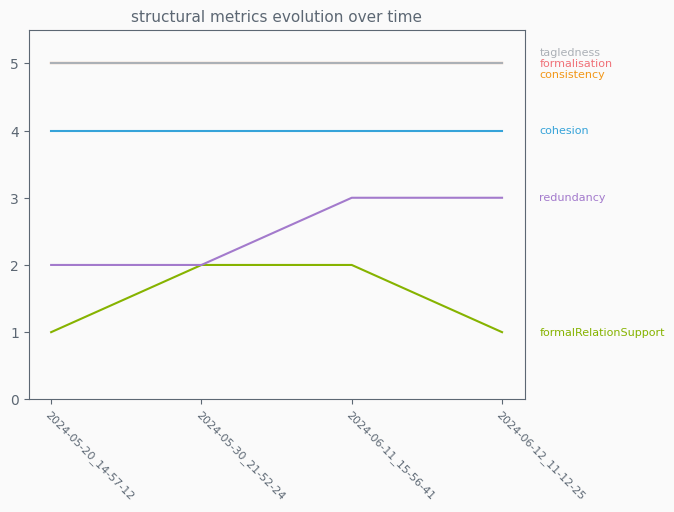 structural metrics evolution over time
5
4
3
2
1
0
tagledness
formalisation
consistency
cohesion
redundancy
formalRelationSupport
2024-05-20_14-57-12
2024-05-30_21-52-24
2024-06-11_15-56-41
2024-06-12_11-12-25